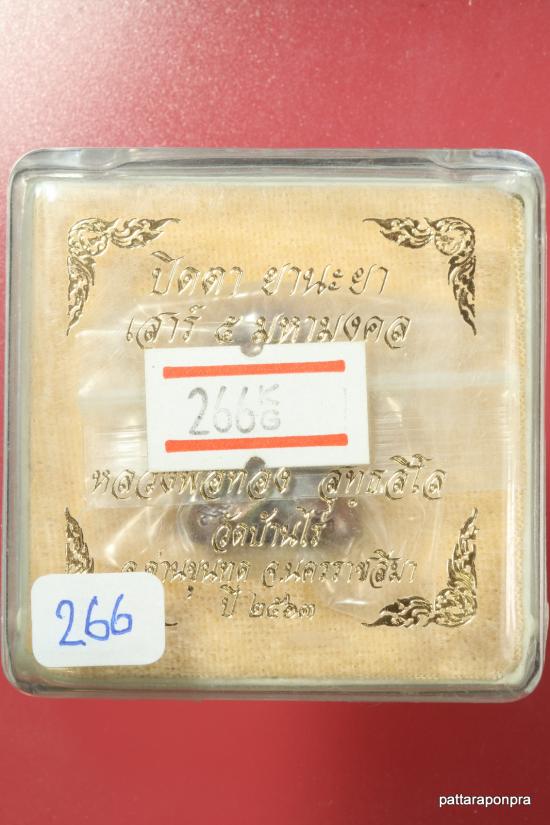 ปิดตา ยานะยา
เสาร์ ๕ มหามงคล
266 KG
หลวงพ่อทอง สุทธสีโล
วัดบ้านไร่
อ.ด่านขุนทด จ.นครราชสีมา
ปี ๒๕๖๓
266
pattaraponpra